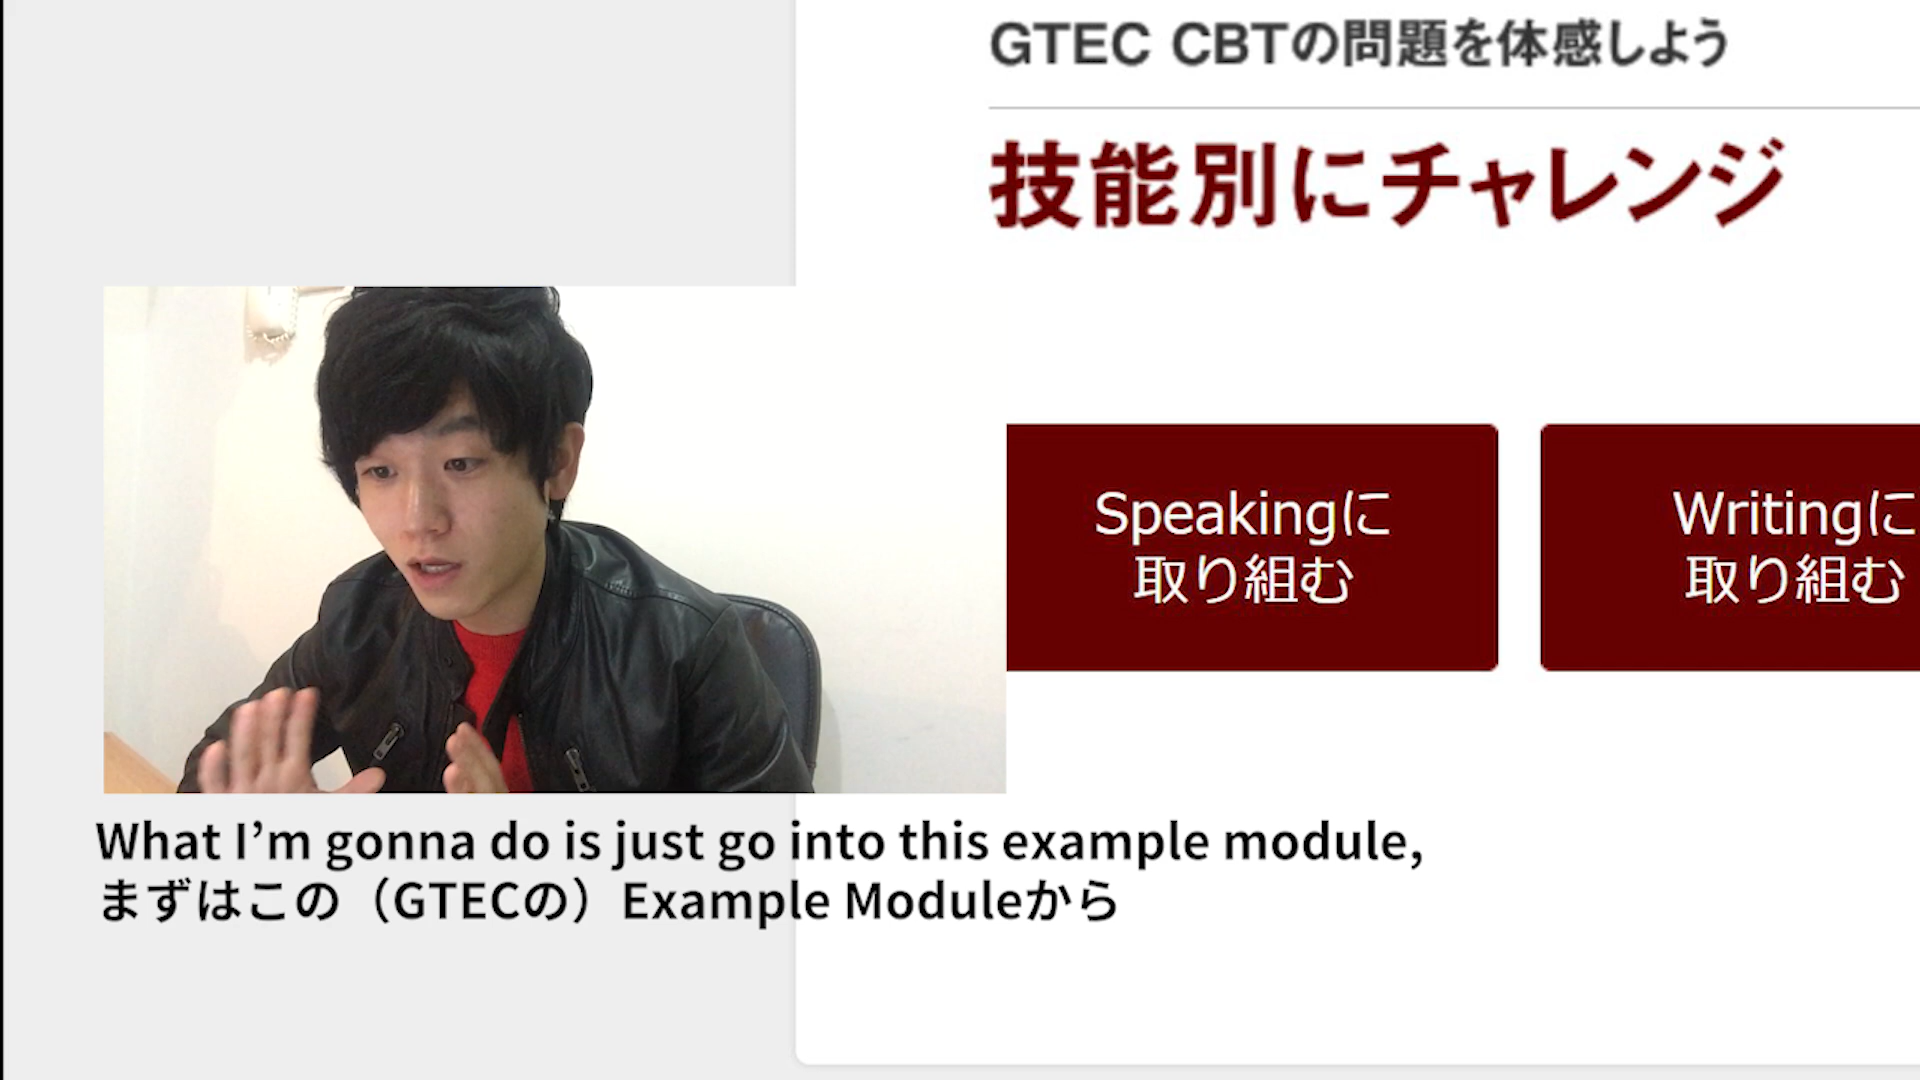 GTEC CBTの問題を体感しよう
技能別にチャレンジ
Speakingに
取り組む
Writingに
取り組む
What I’m gonna do is just go into this example module,
まずはこの（GTECの）Example Moduleから